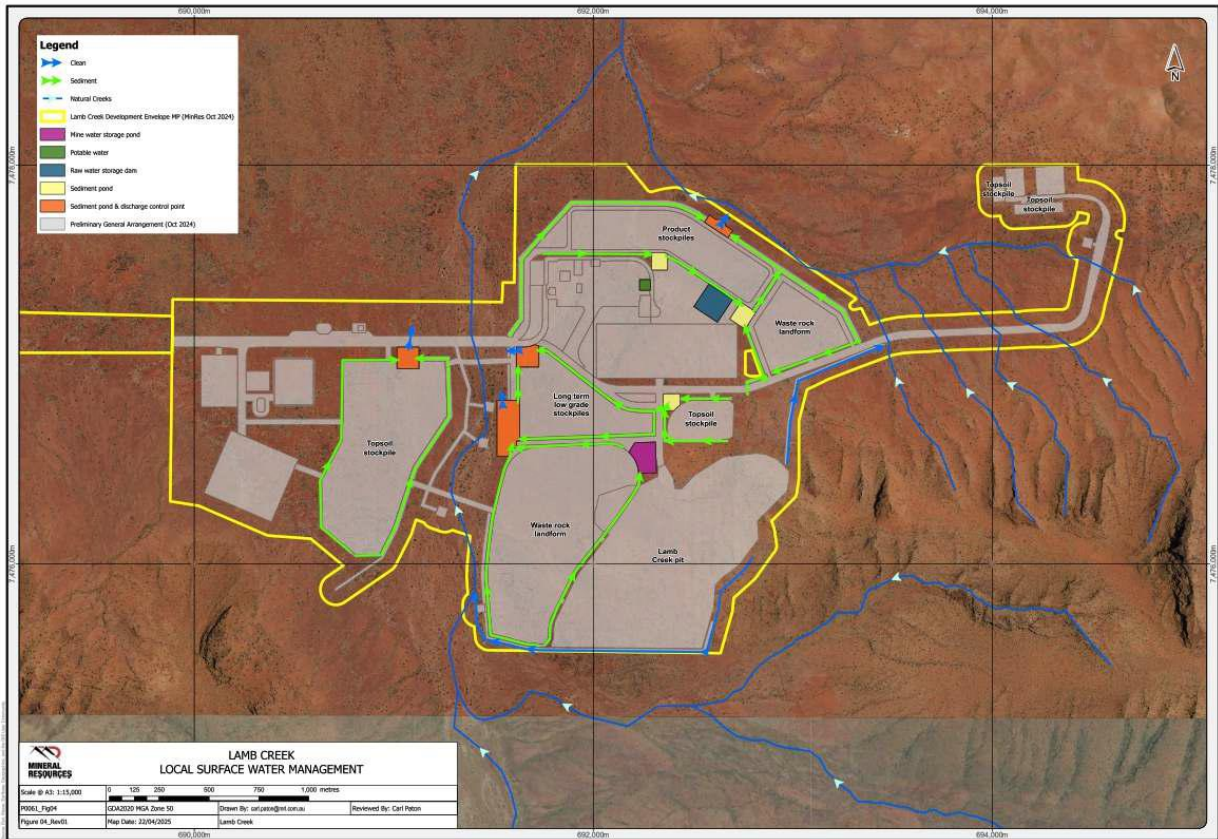 690,000m
692,000m
694,000m
Legend
Clean
Sediment
Natural Creeks
Lamb Creek Development Envelope MP (MinRes Oct 2024)
Mine water storage pond
Potable water
Raw water storage dam
Sediment pond
Sediment pond & discharge control point
Preliminary General Arrangement (Oct 2024)
N
7,478,000m
7,478,000m
Topsoil
stockpile
Topsoil
stockpile
Product
stockpiles
Waste rock
landform
Long term
low grade
stockpiles
Topsoil
stockpile
Topsoil
stockpile
Waste rock
landform
Lamb
Creek pit
7,476,000m
7,476,000m
MINERAL
RESOURCES
LAMB CREEK
LOCAL SURFACE WATER MANAGEMENT
Scale @ A3: 1:15,000
0 125 250 500 750 1,000 metres
P0061_Fig04
GDA2020 MGA Zone 50
Drawn By: carl.paton@mrl.com.au
Reviewed By: Carl Paton
Figure 04_Rev01
Map Date: 22/04/2025
Lamb Creek
690,000m
692,000m
694,000m